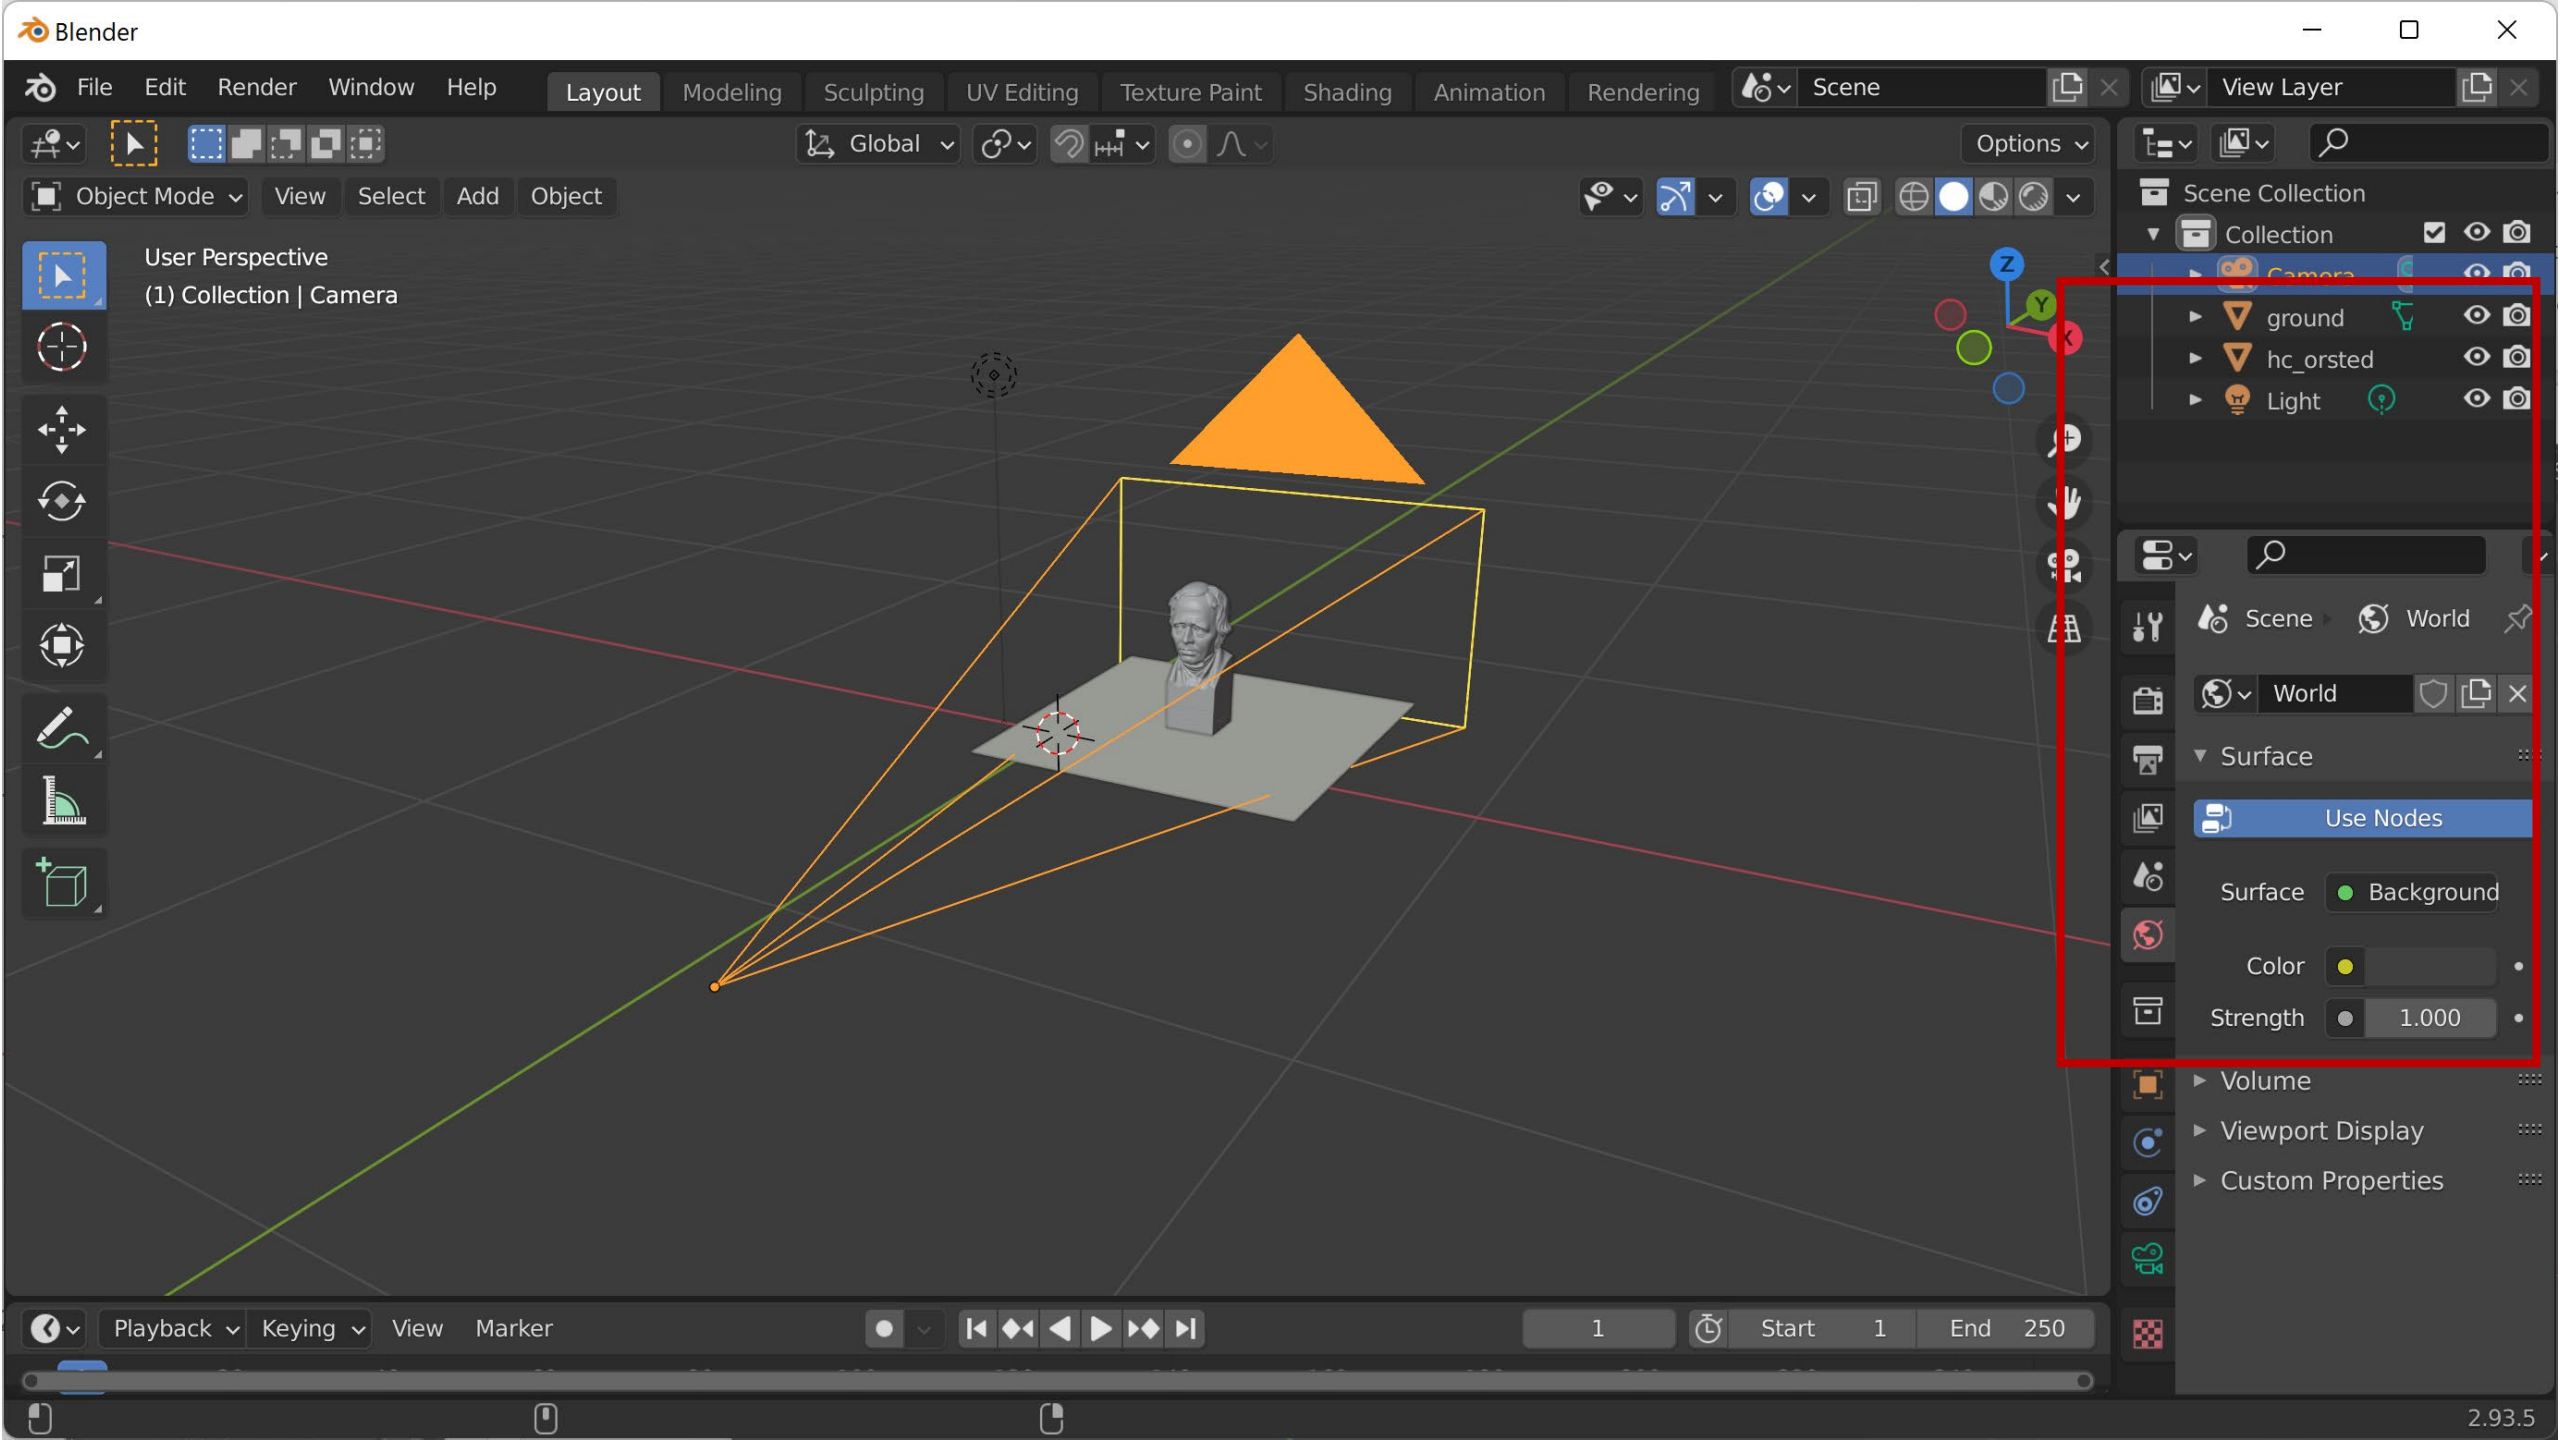 Blender
File Edit Render Window Help Layout Modeling Sculpting UV Editing Texture Paint Shading Animation Rendering Scene View Layer
Global Options
Object Mode View Select Add Object
User Perspective
(1) Collection | Camera
Z
Y
X
Scene Collection
Collection
Camera
ground
hc_orsted
Light
Scene World
World
Surface
Use Nodes
Surface Background
Color
Strength 1.000
Volume
Viewport Display
Custom Properties
Playback Keying View Marker 1 Start 1 End 250
2.93.5